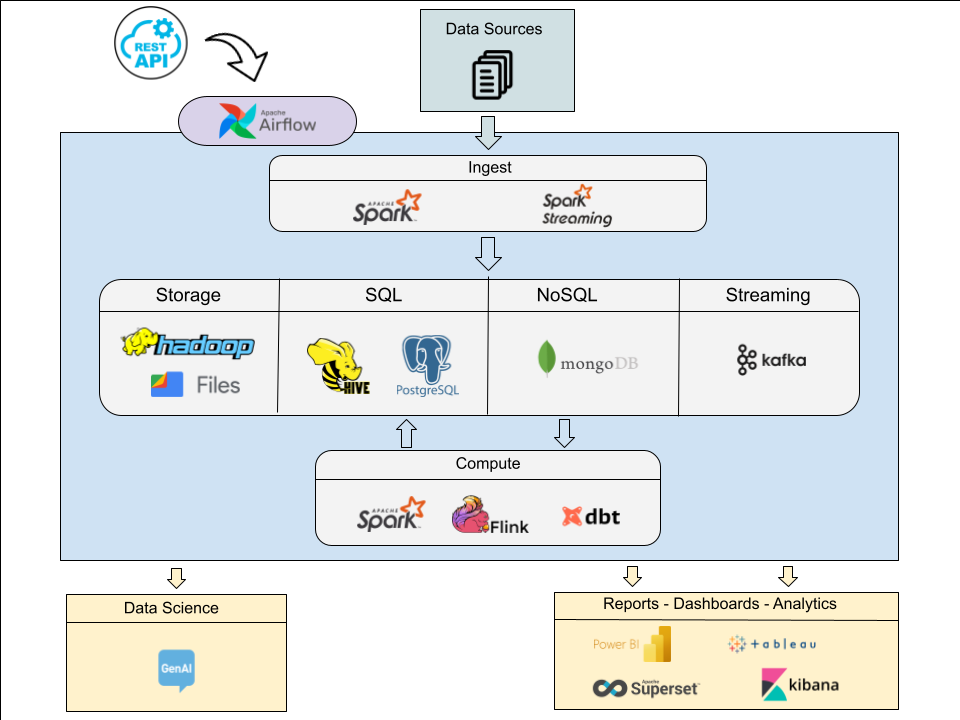 REST
API
Data Sources
Apache
Airflow
Ingest
APACHE
Spark
Spark
Streaming
Storage
SQL
NoSQL
Streaming
hadoop
Files
HIVE
PostgreSQL
mongoDB
kafka
Compute
APACHE
Spark
Flink
dbt
Data Science
GenAI
Reports - Dashboards - Analytics
Power BI
+ableau
Apache
Superset
kibana